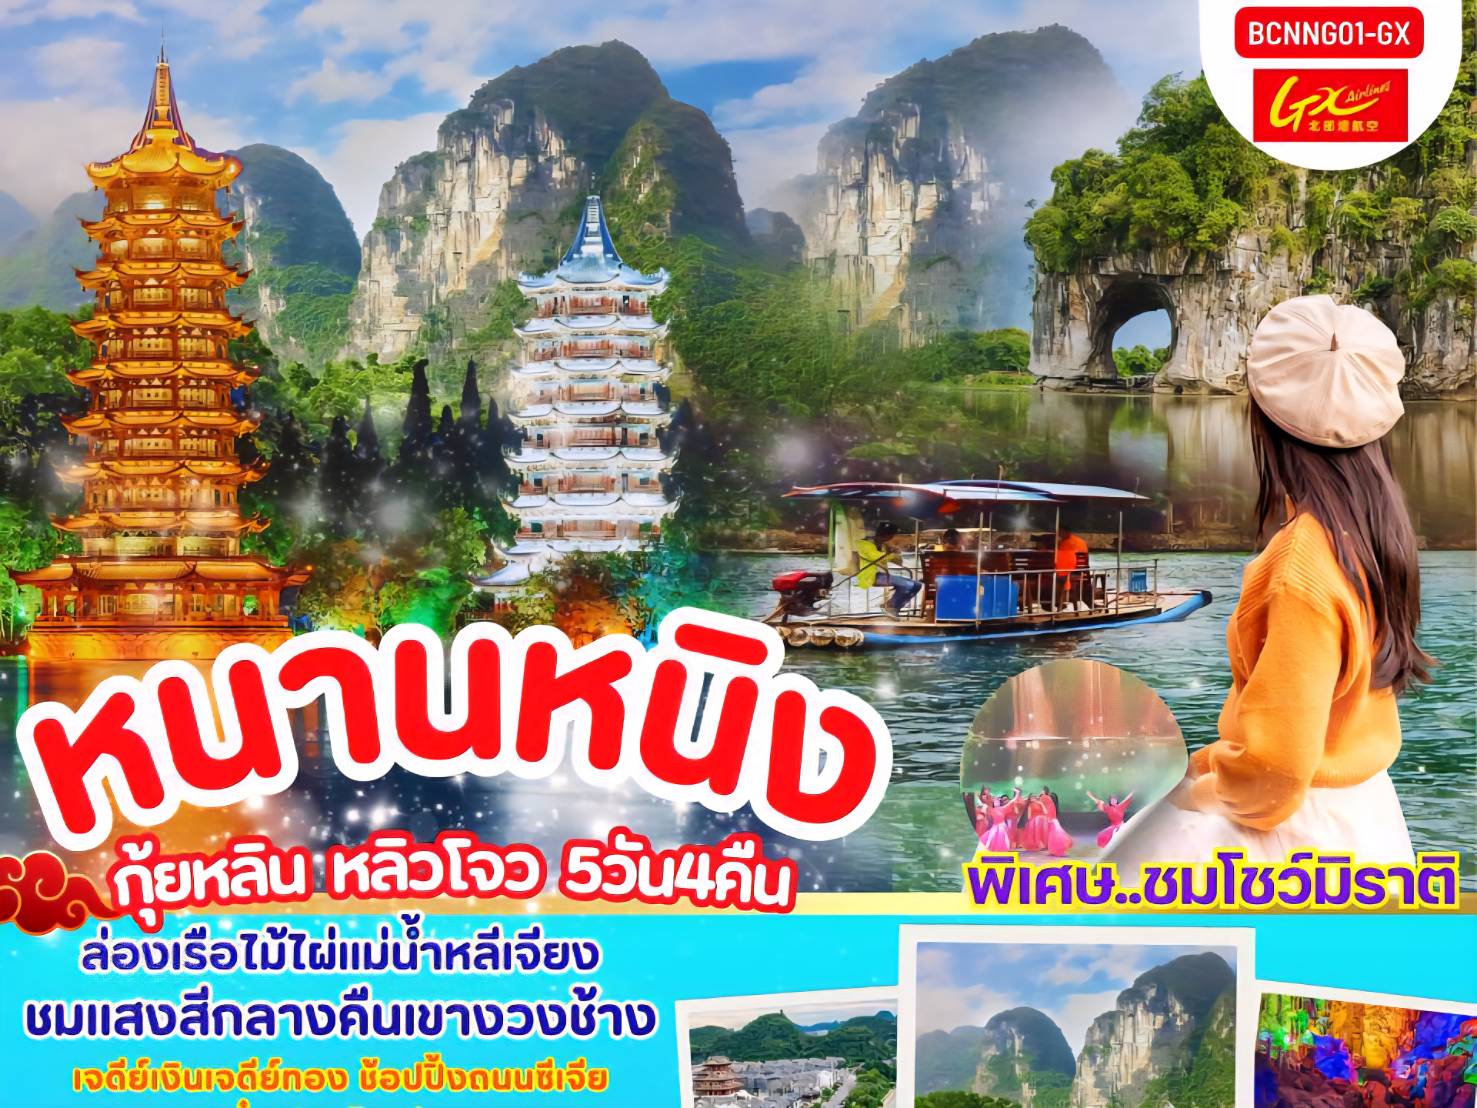 BCNNG01-GX
GX Airlines
北部湾航空
หนานหนิง
กุ้ยหลิน หลิวโจว 5วัน4คืน
พิเศษ..ชมโชว์มิราติ
ล่องเรือไม้ไผ่แม่น้ำหลีเจียง
ชมแสงสีกลางคืนเขางวงช้าง
เจดีย์เงินเจดีย์ทอง ช้อปปิ้งถนนซีเจีย